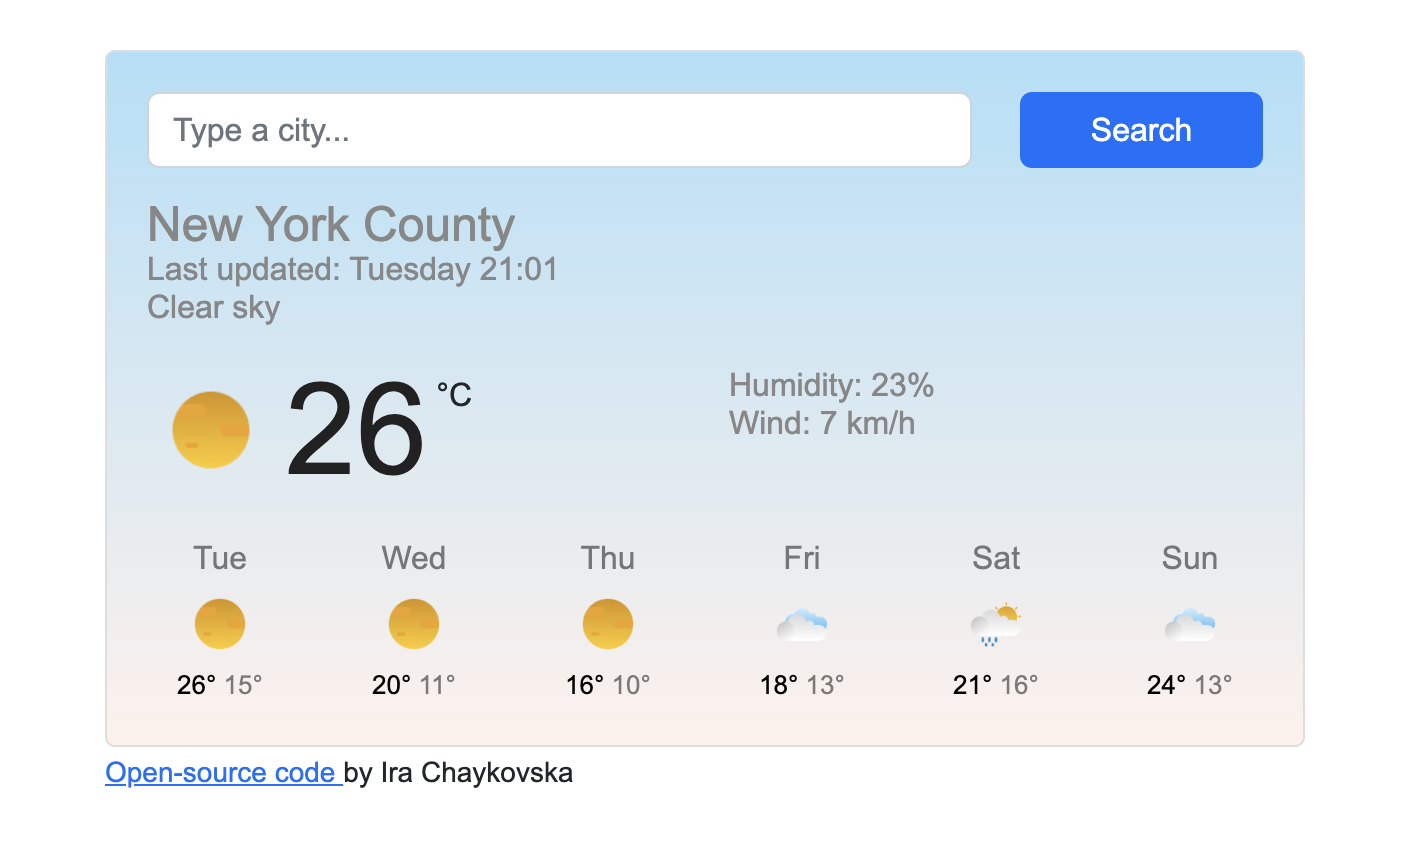 Type a city...
Search
New York County
Last updated: Tuesday 21:01
Clear sky
26 °C
Humidity: 23%
Wind: 7 km/h
Tue Wed Thu Fri Sat Sun
26° 15° 20° 11° 16° 10° 18° 13° 21° 16° 24° 13°
Open-source code by Ira Chaykovska